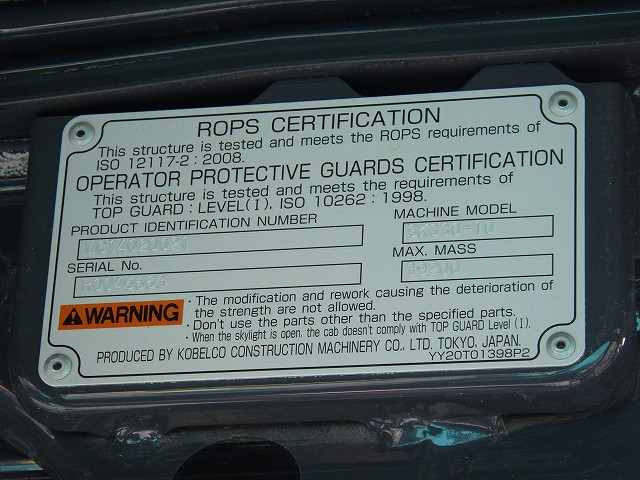 ROPS CERTIFICATION
This structure is tested and meets the ROPS requirements of
ISO 12117-2 : 2008.
OPERATOR PROTECTIVE GUARDS CERTIFICATION
This structure is tested and meets the requirements of
TOP GUARD : LEVEL(I), ISO 10262 : 1998.
PRODUCT IDENTIFICATION NUMBER
MACHINE MODEL
SERIAL No.
MAX. MASS
WARNING
· The modification and rework causing the deterioration of
the strength are not allowed.
· Don't use the parts other than the specified parts.
· When the skylight is open, the cab doesn't comply with TOP GUARD Level (I).
PRODUCED BY KOBELCO CONSTRUCTION MACHINERY CO., LTD. TOKYO, JAPAN.
YY20T01398P2